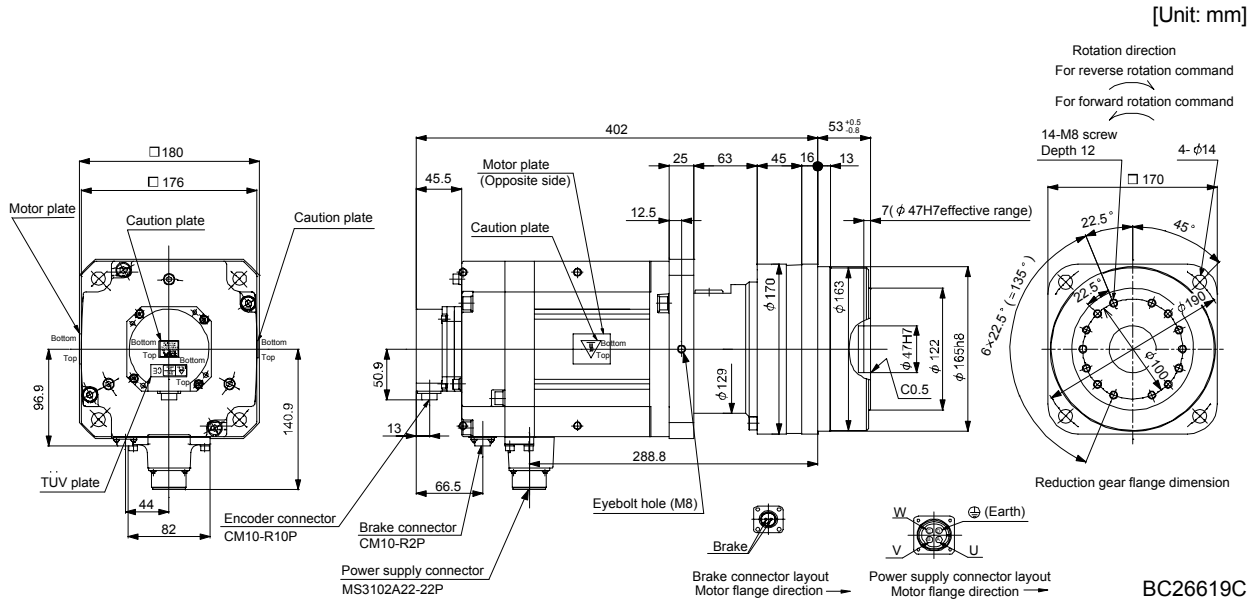 [Unit: mm]
Rotation direction
For reverse rotation command
For forward rotation command
402
53 +0.5 -0.8
14-M8 screw
Depth 12
4- ϕ14
□180
□176
45.5
Motor plate
(Opposite side)
25
63
45
16
13
□ 170
Motor plate
Caution plate
Caution plate
Caution plate
12.5
7( ϕ 47H7effective range)
22.5°
45°
Bottom
Top
Bottom
Top
Bottom
Top
Bottom
Top
Bottom
Top
96.9
140.9
50.9
ϕ129
ϕ170
ϕ163
ϕ47H7
ϕ122
ϕ165h8
C0.5
6×22.5° (=135°)
22.5°
ϕ190
ϕ100
13
66.5
288.8
TÜV plate
44
82
Encoder connector
CM10-R10P
Brake connector
CM10-R2P
Power supply connector
MS3102A22-22P
Eyebolt hole (M8)
Reduction gear flange dimension
Brake
Brake connector layout
Motor flange direction
W
V
U
(Earth)
Power supply connector layout
Motor flange direction
BC26619C